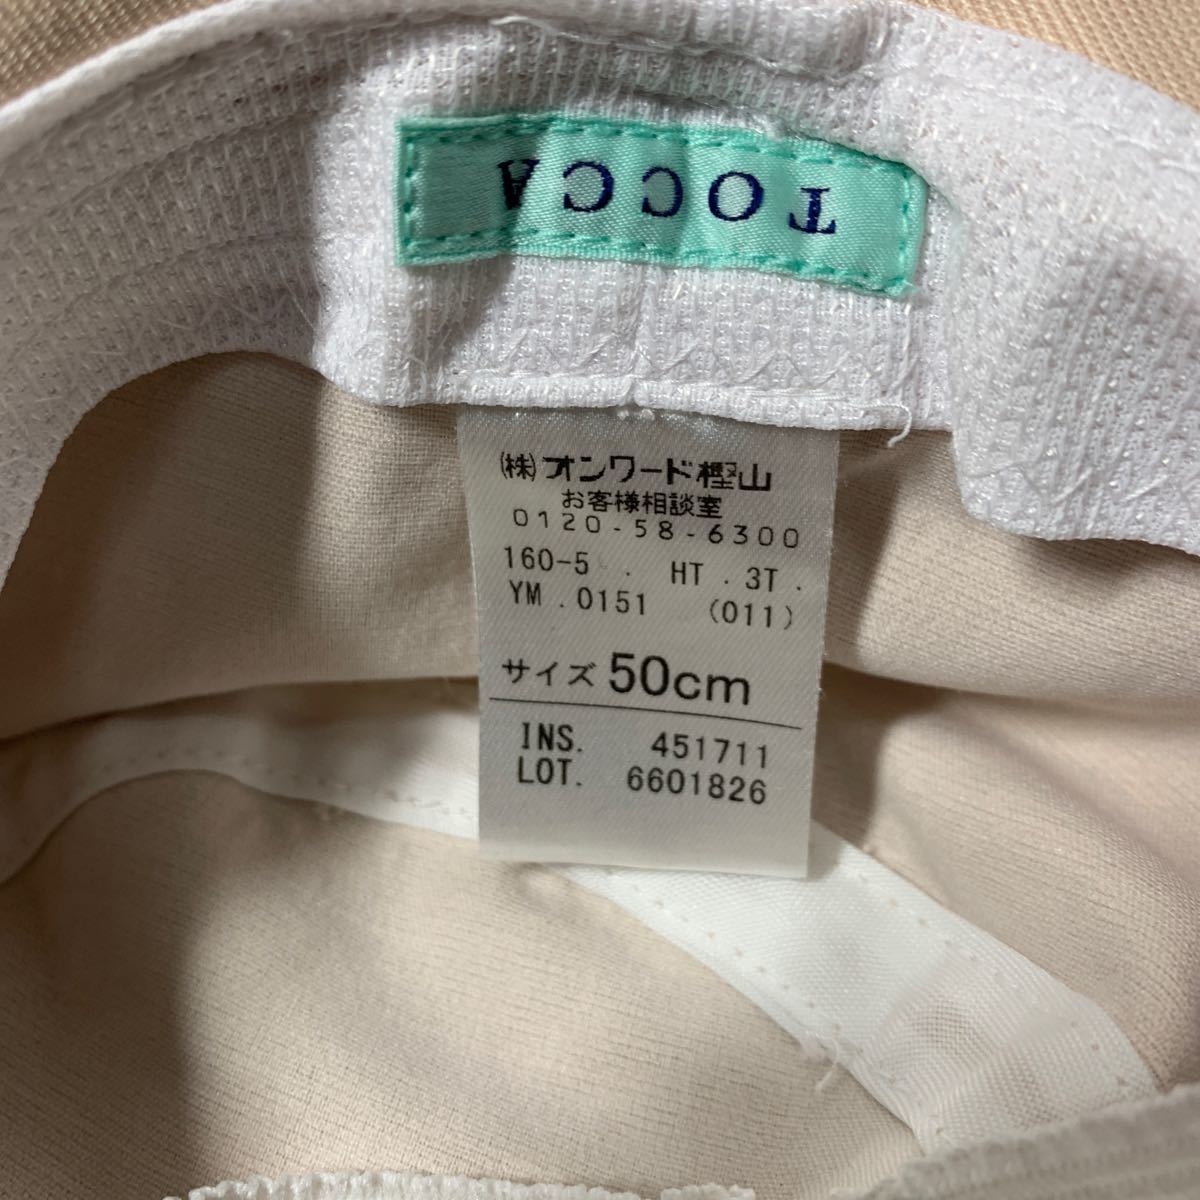 TOCCA
(株)オンワード樫山
お客様相談室
0120-58-6300
160-5 . HT . 3T .
YM . 0151 (011)
サイズ 50cm
INS. 451711
LOT. 6601826